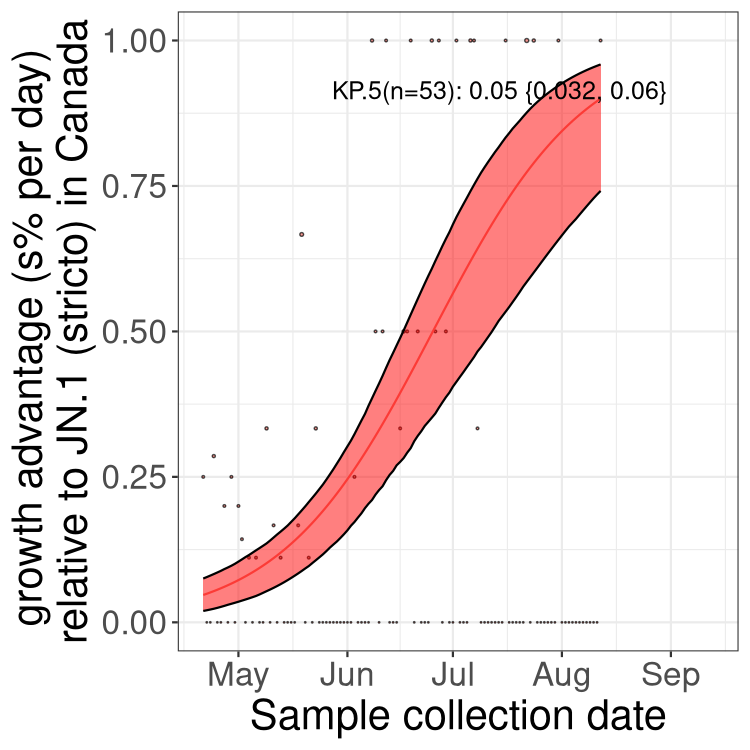 growth advantage (s% per day)
relative to JN.1 (stricto) in Canada
1.00
KP.5(n=53): 0.05 {0.032, 0.06}
0.75
0.50
0.25
0.00
May Jun Jul Aug Sep
Sample collection date